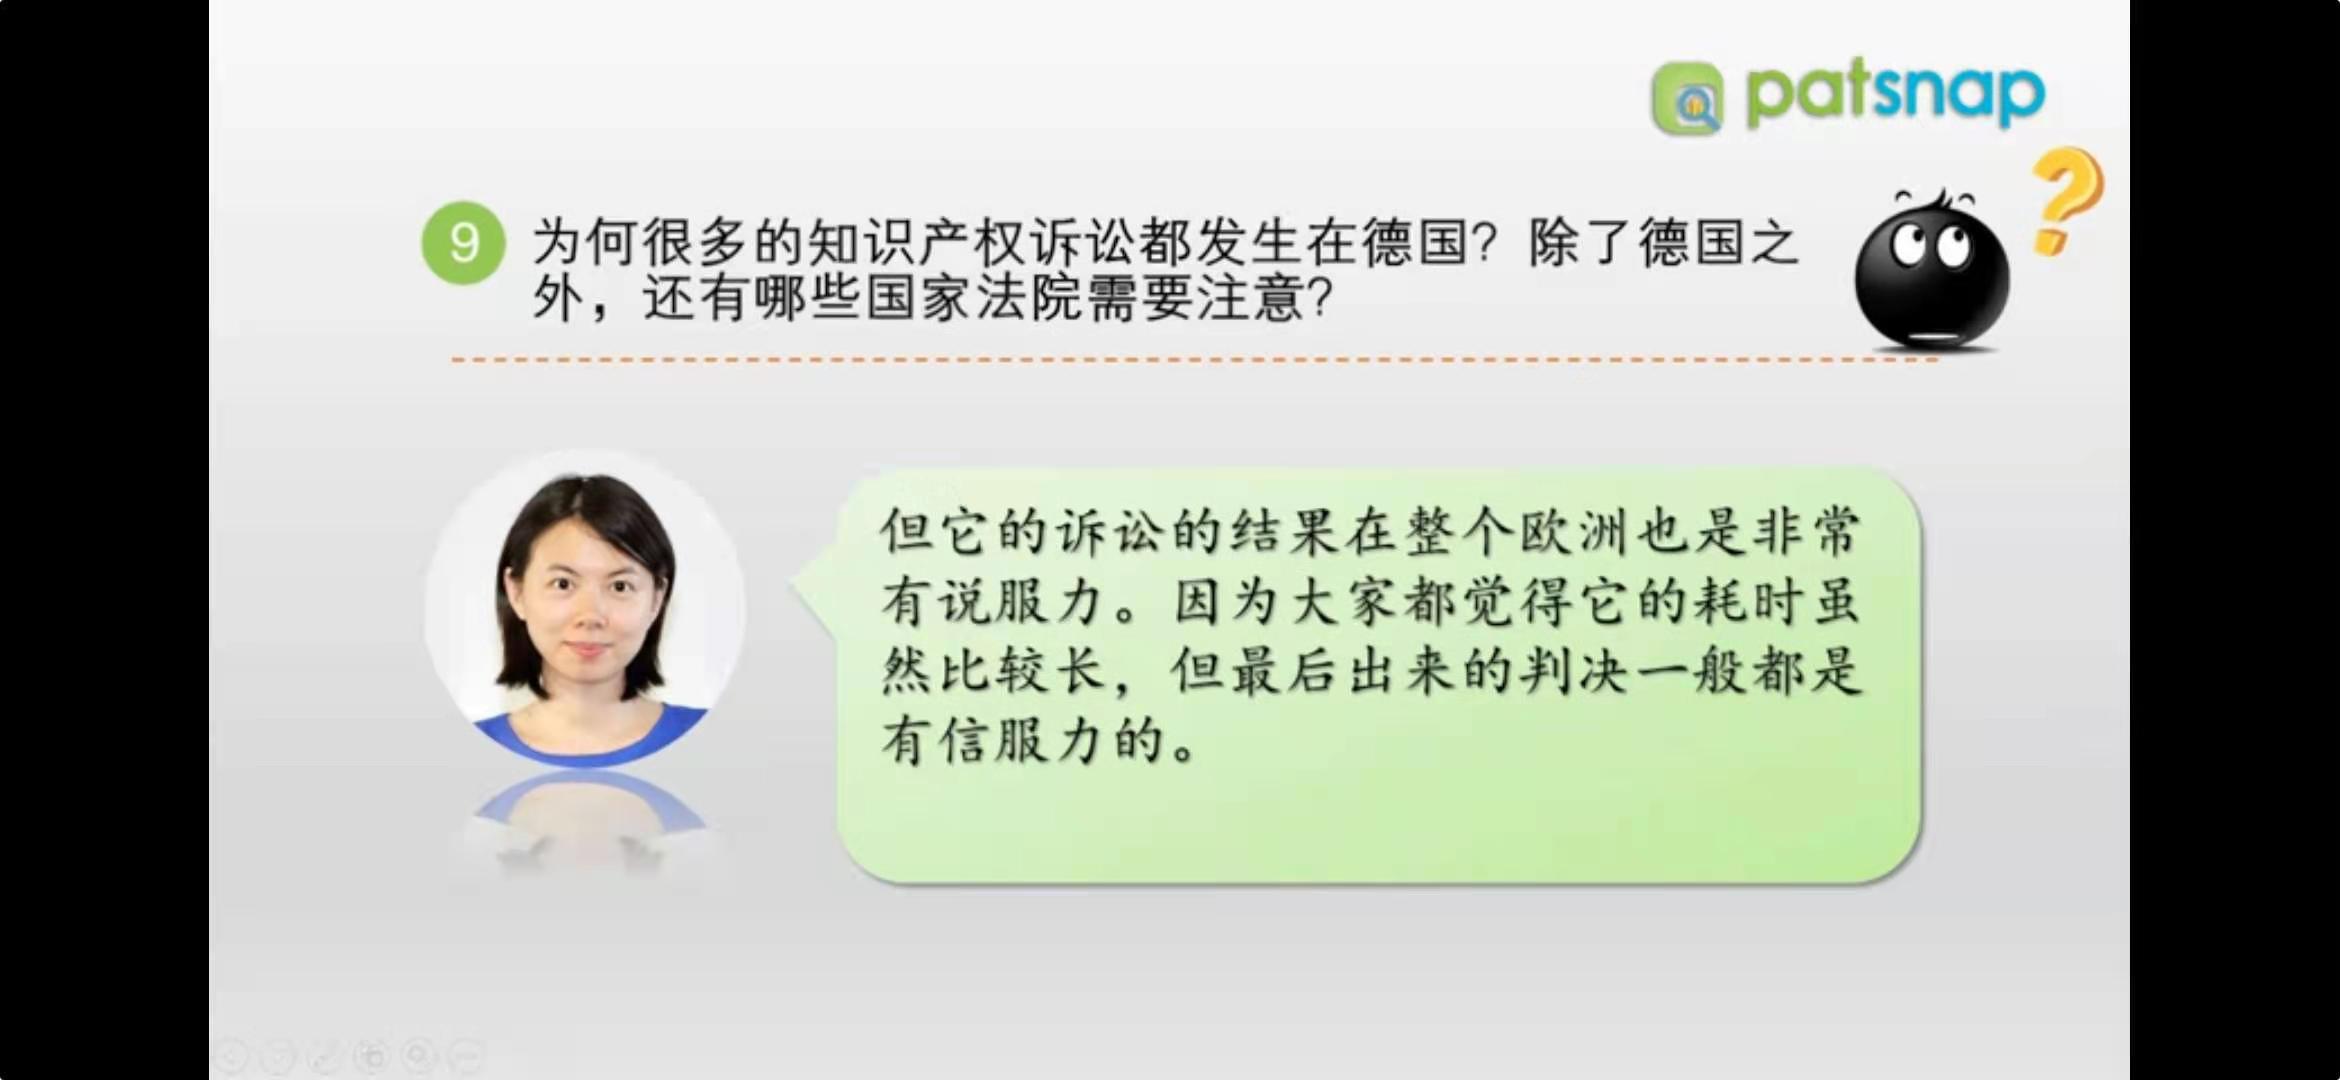 patsnap
9 为何很多的知识产权诉讼都发生在德国？除了德国之
外，还有哪些国家法院需要注意？
但它的诉讼的结果在整个欧洲也是非常
有说服力。因为大家都觉得它的耗时虽
然比较长，但最后出来的判决一般都是
有信服力的。